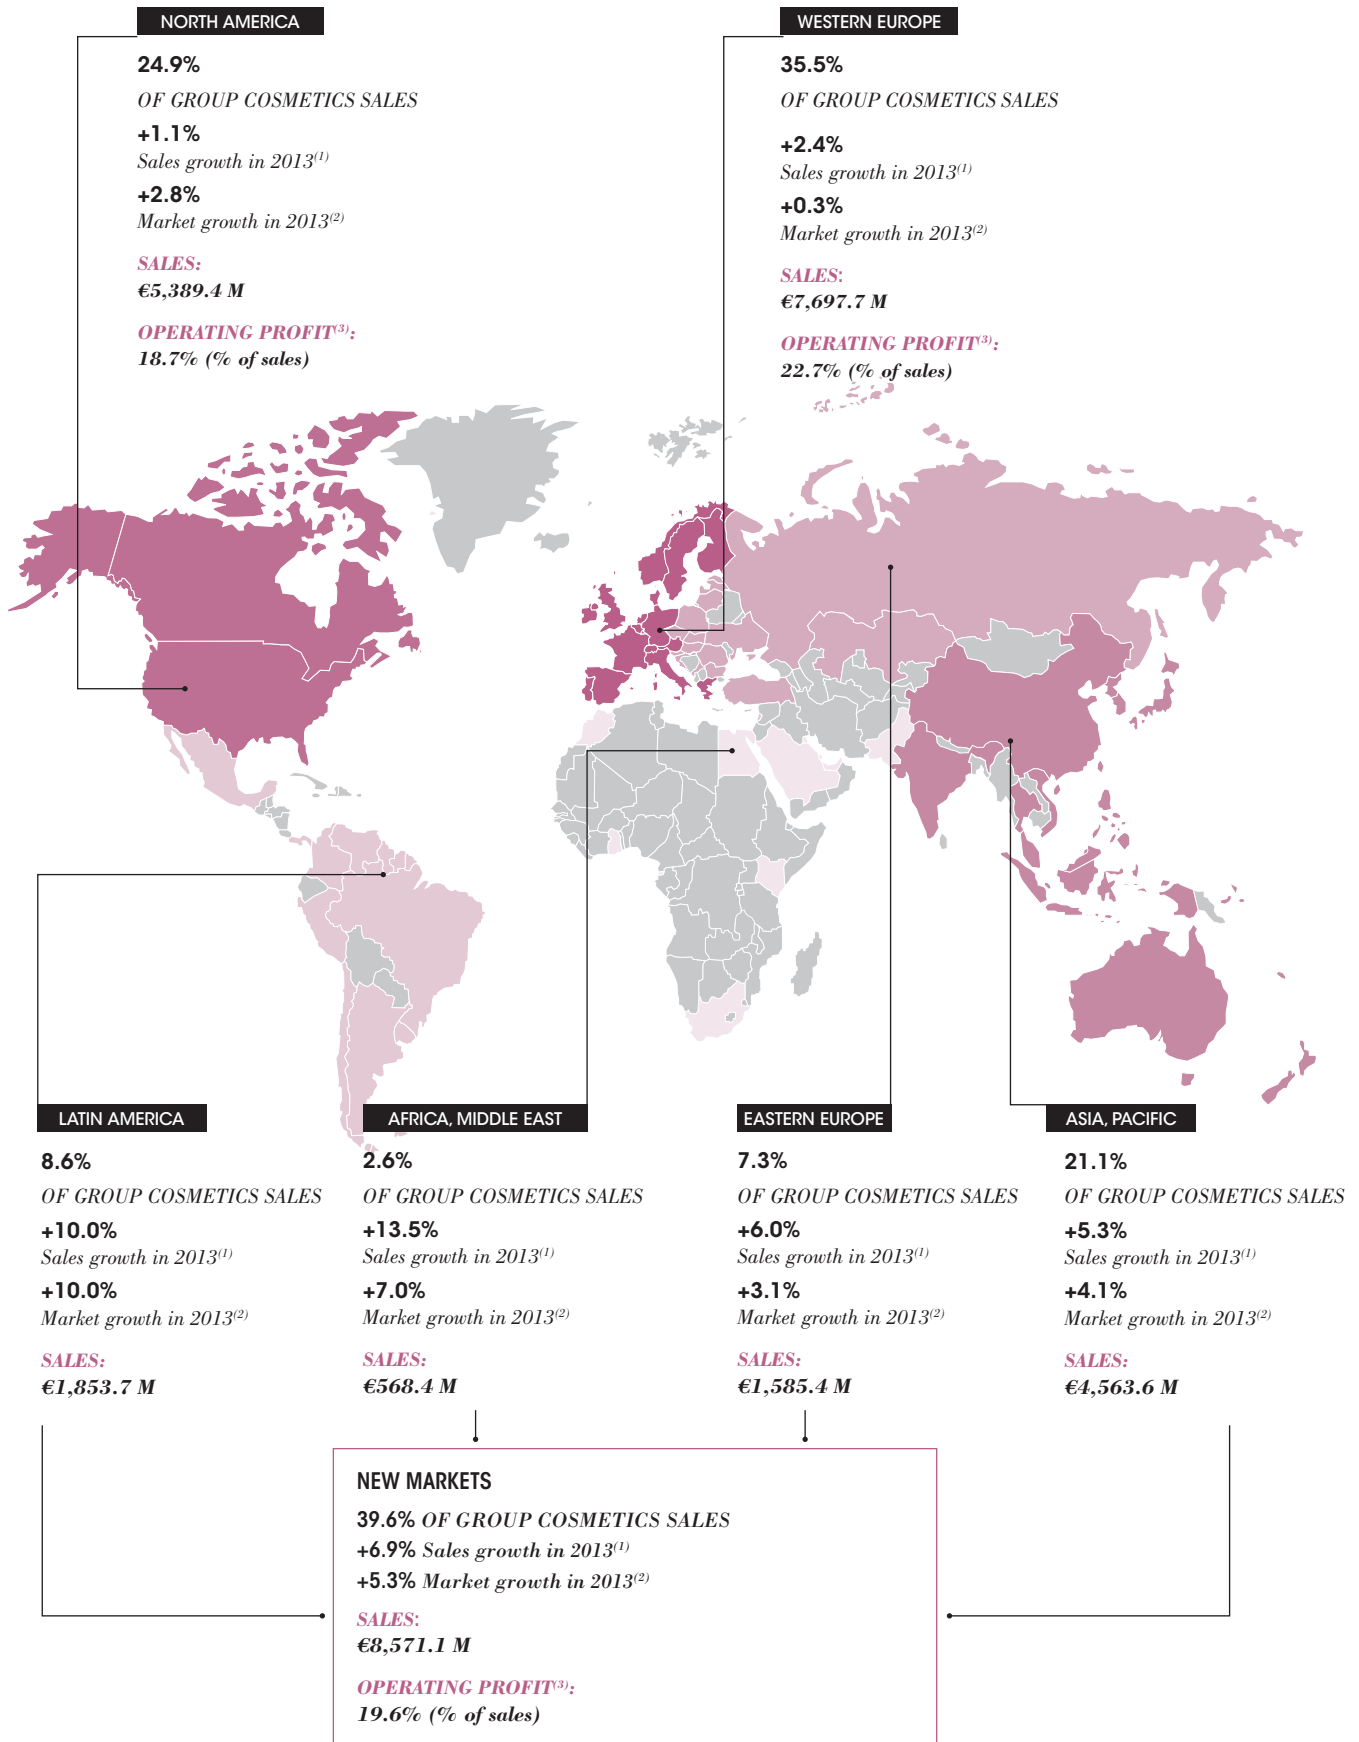 NORTH AMERICA
24.9%
OF GROUP COSMETICS SALES
+1.1%
Sales growth in 2013(1)
+2.8%
Market growth in 2013(2)
SALES:
€5,389.4 M
OPERATING PROFIT(3):
18.7% (% of sales)
WESTERN EUROPE
35.5%
OF GROUP COSMETICS SALES
+2.4%
Sales growth in 2013(1)
+0.3%
Market growth in 2013(2)
SALES:
€7,697.7 M
OPERATING PROFIT(3):
22.7% (% of sales)
LATIN AMERICA
8.6%
OF GROUP COSMETICS SALES
+10.0%
Sales growth in 2013(1)
+10.0%
Market growth in 2013(2)
SALES:
€1,853.7 M
AFRICA, MIDDLE EAST
2.6%
OF GROUP COSMETICS SALES
+13.5%
Sales growth in 2013(1)
+7.0%
Market growth in 2013(2)
SALES:
€568.4 M
EASTERN EUROPE
7.3%
OF GROUP COSMETICS SALES
+6.0%
Sales growth in 2013(1)
+3.1%
Market growth in 2013(2)
SALES:
€1,585.4 M
ASIA, PACIFIC
21.1%
OF GROUP COSMETICS SALES
+5.3%
Sales growth in 2013(1)
+4.1%
Market growth in 2013(2)
SALES:
€4,563.6 M
NEW MARKETS
39.6% OF GROUP COSMETICS SALES
+6.9% Sales growth in 2013(1)
+5.3% Market growth in 2013(2)
SALES:
€8,571.1 M
OPERATING PROFIT(3):
19.6% (% of sales)